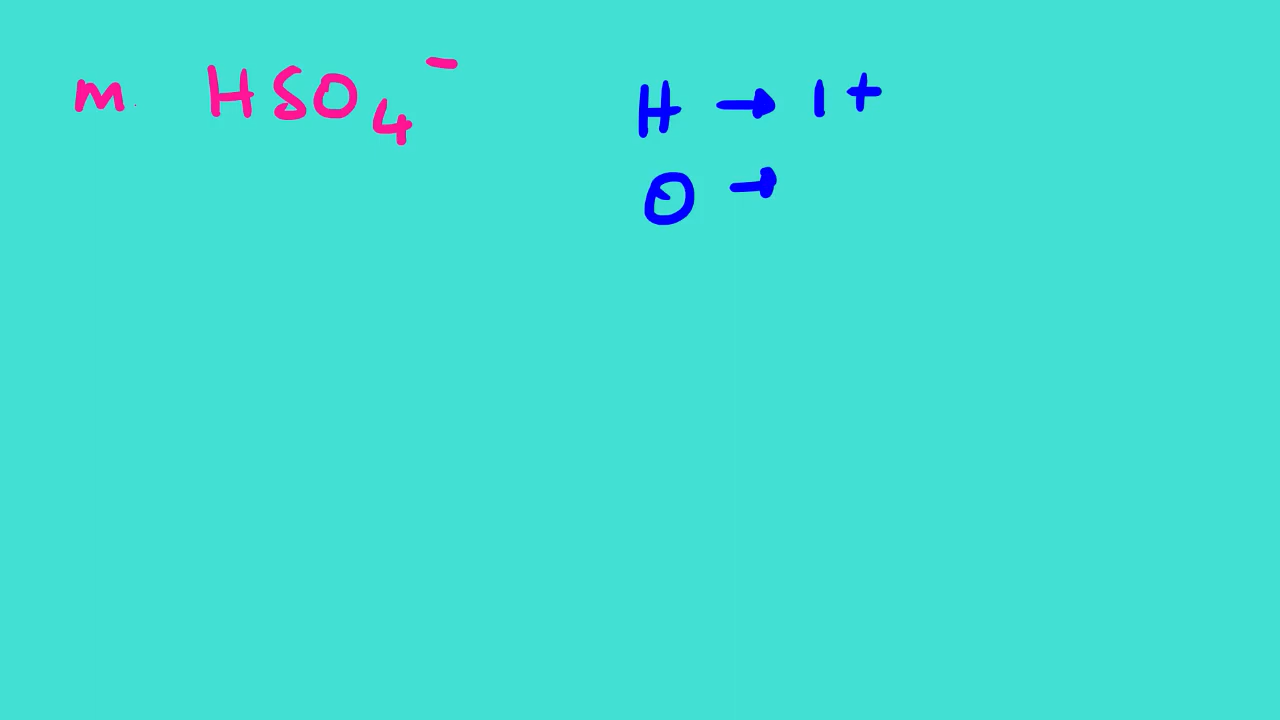 m. HSO₄⁻
H → 1+
O →